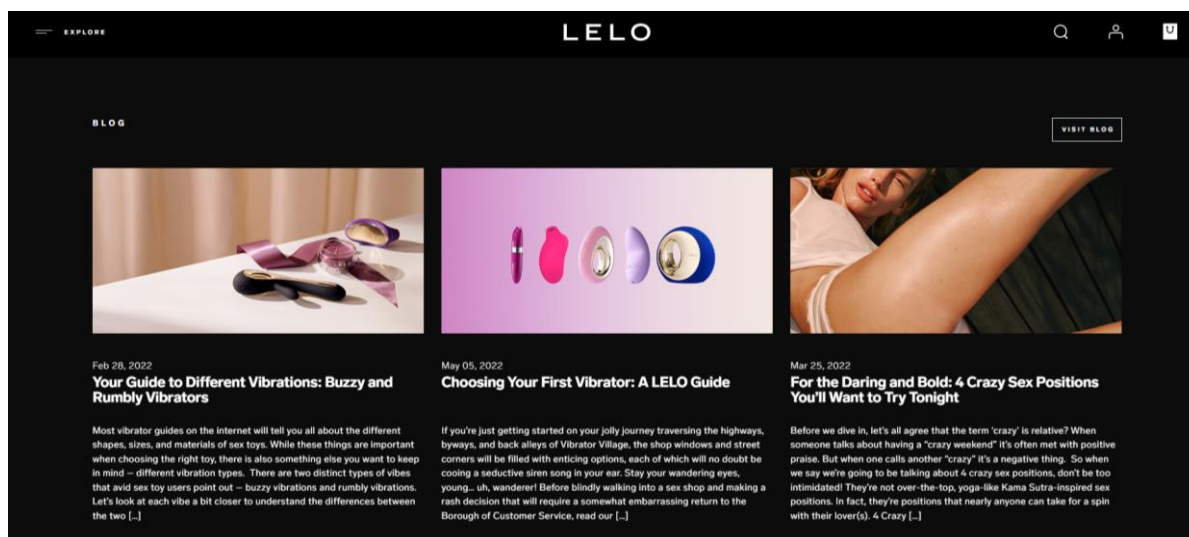 EXPLORE
LELO
BLOG
VISIT BLOG
Feb 28, 2022
Your Guide to Different Vibrations: Buzzy and
Rumbly Vibrators
Most vibrator guides on the internet will tell you all about the different
shapes, sizes, and materials of sex toys. While these things are important
when choosing the right toy, there is also something else you want to keep
in mind – different vibration types.  There are two distinct types of vibes
that avid sex toy users point out – buzzy vibrations and rumbly vibrations.
Let's look at each vibe a bit closer to understand the differences between
the two [...]
May 05, 2022
Choosing Your First Vibrator: A LELO Guide
If you're just getting started on your jolly journey traversing the highways,
byways, and back alleys of Vibrator Village, the shop windows and street
corners will be filled with enticing options, each of which will no doubt be
cooing a seductive siren song in your ear. Stay your wandering eyes,
young... uh, wanderer! Before blindly walking into a sex shop and making a
rash decision that will require a somewhat embarrassing return to the
Borough of Customer Service, read our [...]
Mar 25, 2022
For the Daring and Bold: 4 Crazy Sex Positions
You'll Want to Try Tonight
Before we dive in, let's all agree that the term 'crazy' is relative? When
someone talks about having a "crazy weekend" it's often met with positive
praise. But when one calls another "crazy" it's a negative thing.  So when
we say we're going to be talking about 4 crazy sex positions, don't be too
intimidated! They're not over-the-top, yoga-like Kama Sutra-inspired sex
positions. In fact, they're positions that nearly anyone can take for a spin
with their lover(s). 4 Crazy [...]